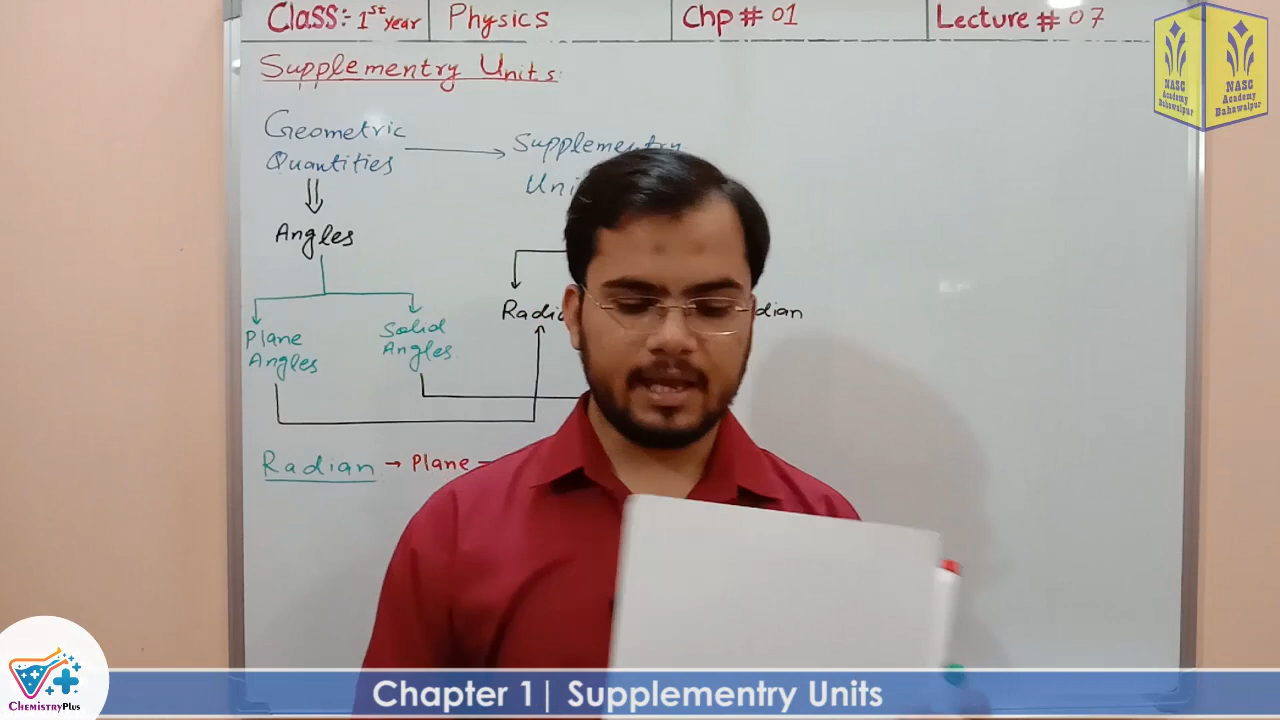 Class:- 1st year
Physics
Chp # 01
Lecture # 07
Supplementry Units:
Geometric
Quantities
Supplementry
Angles
Plane
Angles
Solid
Angles
Radian → Plane
NASC
Academy
Bahawalpur
NASC
Academy
Bahawalpur
Chapter 1| Supplementry Units
ChemistryPlus